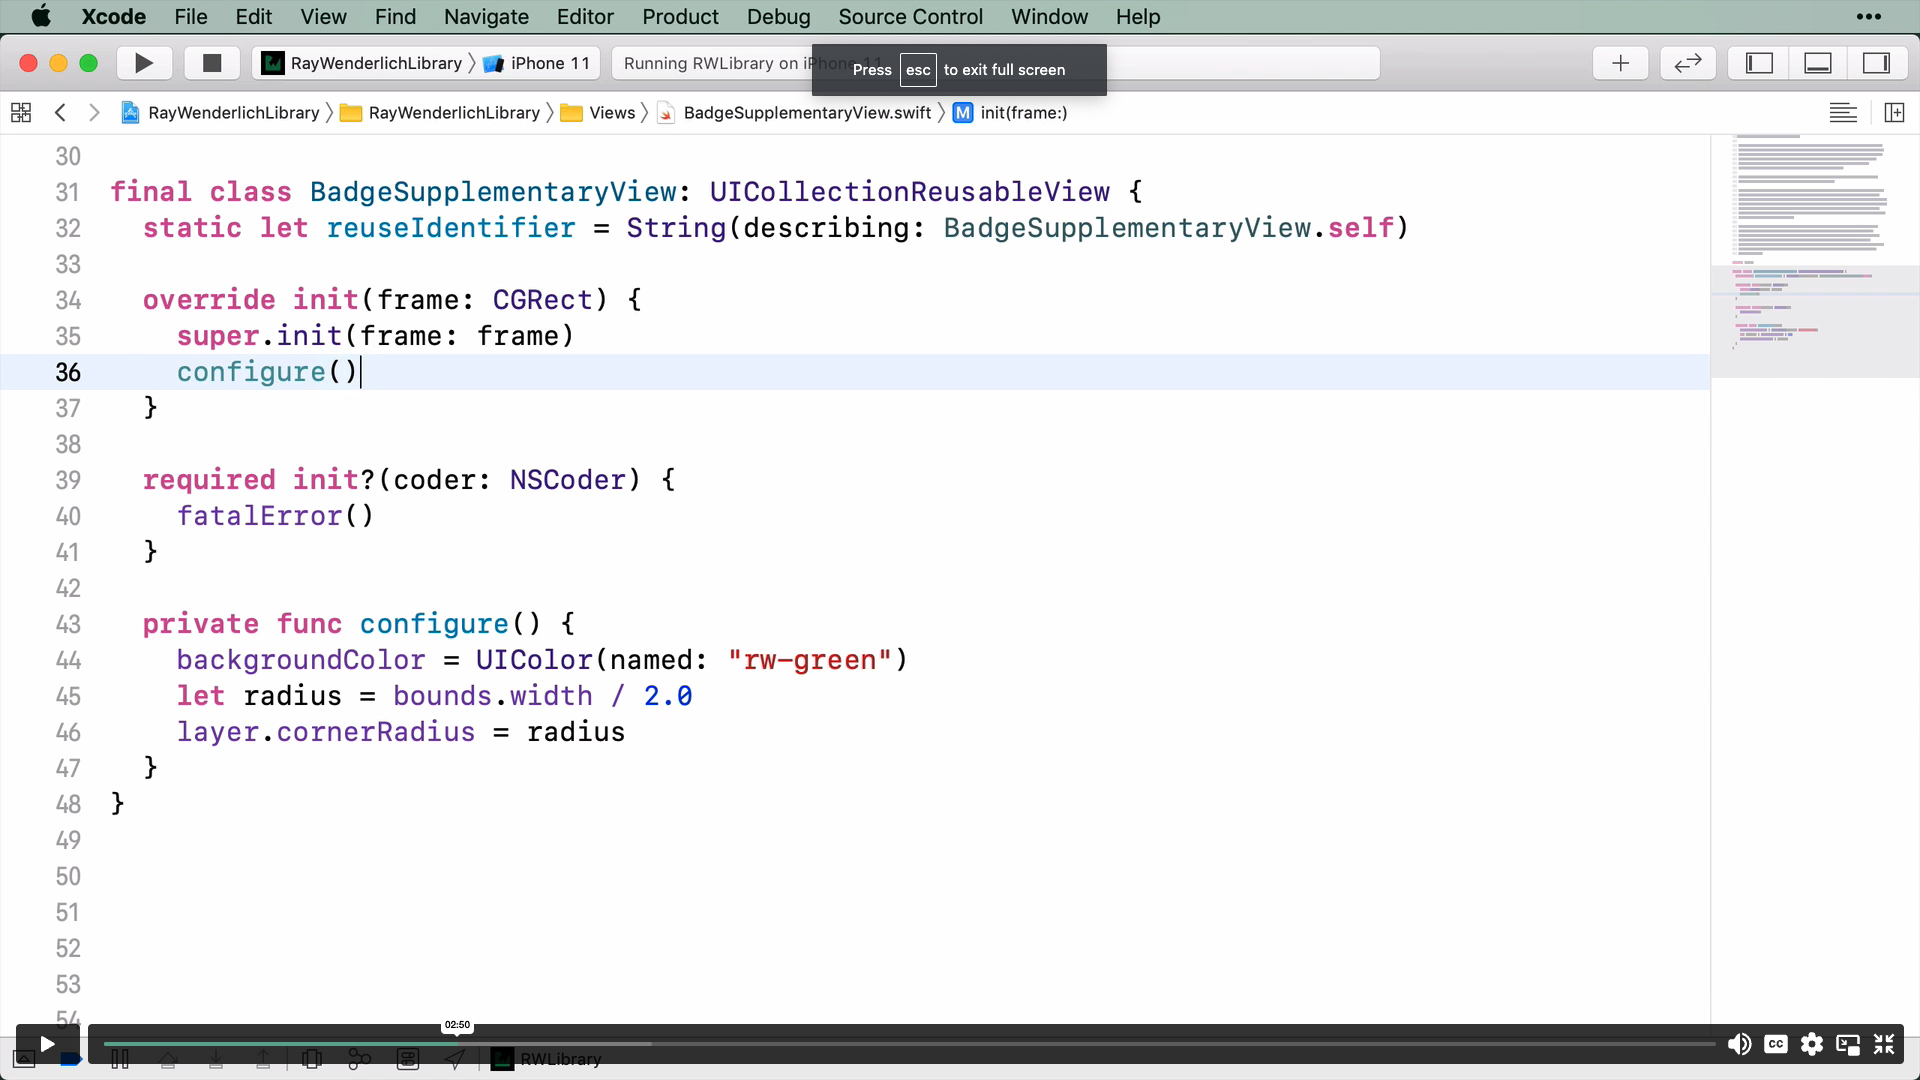 Xcode File Edit View Find Navigate Editor Product Debug Source Control Window Help
RayWenderlichLibrary iPhone 11 Running RWLibrary on iPhone 11
Press esc to exit full screen
RayWenderlichLibrary RayWenderlichLibrary Views BadgeSupplementaryView.swift M init(frame:)
30
31 final class BadgeSupplementaryView: UICollectionReusableView {
32 static let reuseIdentifier = String(describing: BadgeSupplementaryView.self)
33
34 override init(frame: CGRect) {
35 super.init(frame: frame)
36 configure()
37 }
38
39 required init?(coder: NSCoder) {
40 fatalError()
41 }
42
43 private func configure() {
44 backgroundColor = UIColor(named: "rw-green")
45 let radius = bounds.width / 2.0
46 layer.cornerRadius = radius
47 }
48 }
49
50
51
52
53
54
02:50
CC
RWLibrary